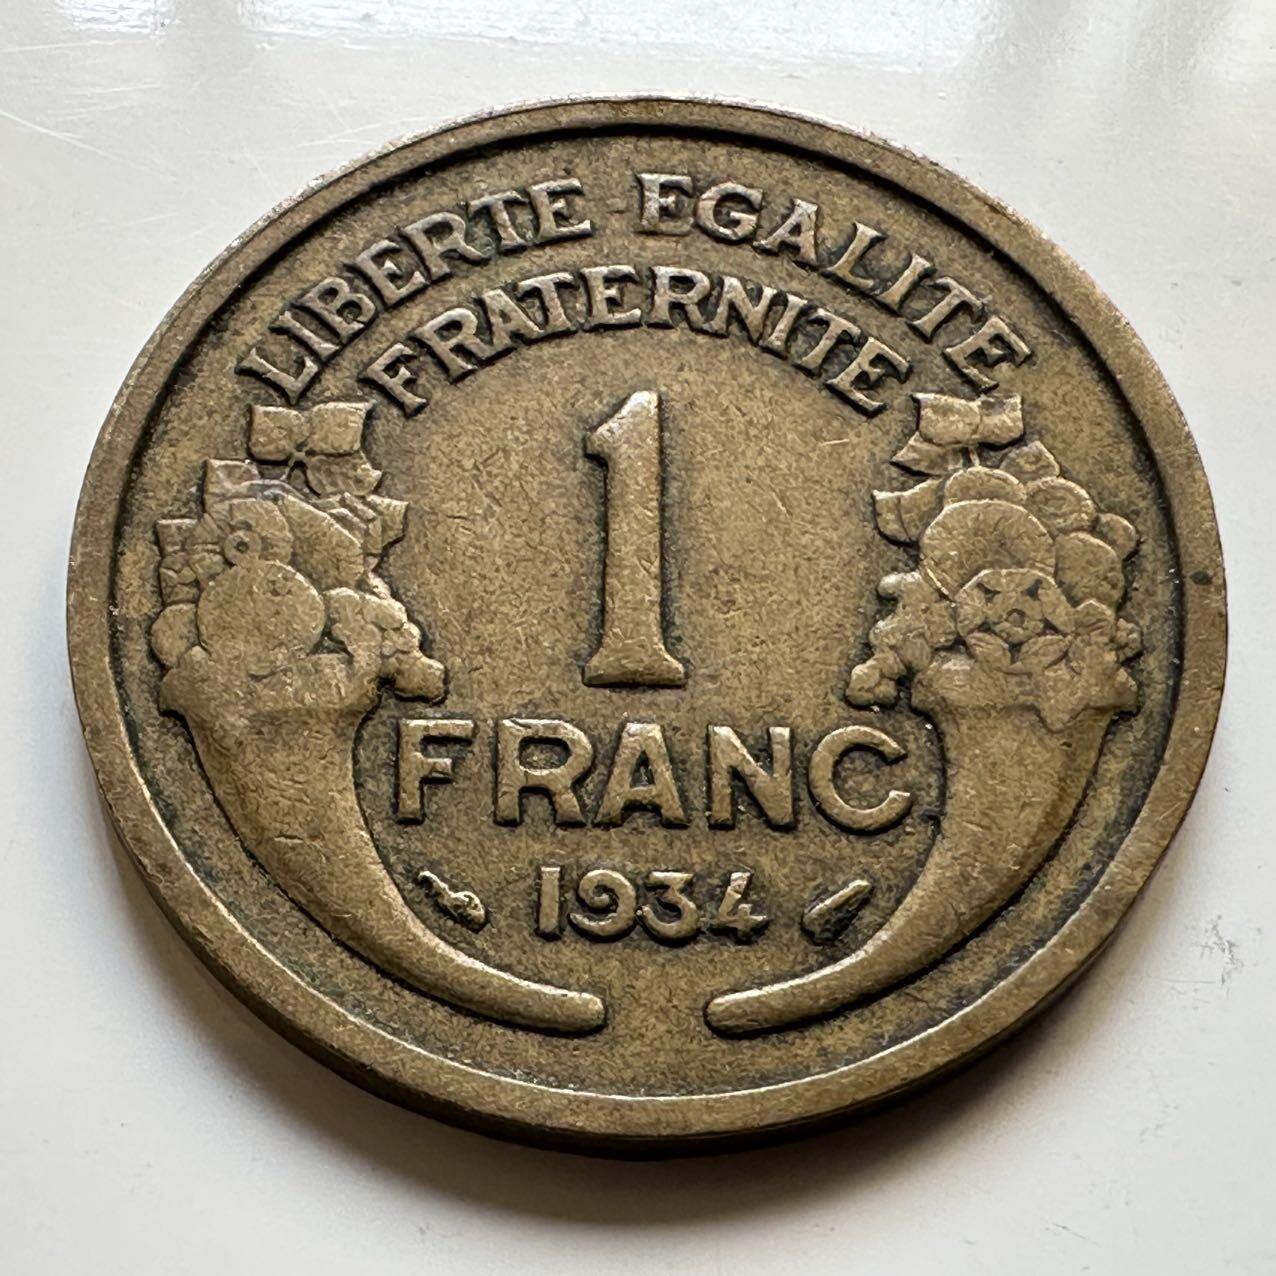 LIBERTE EGALITE
FRATERNITE
1
FRANC
1934